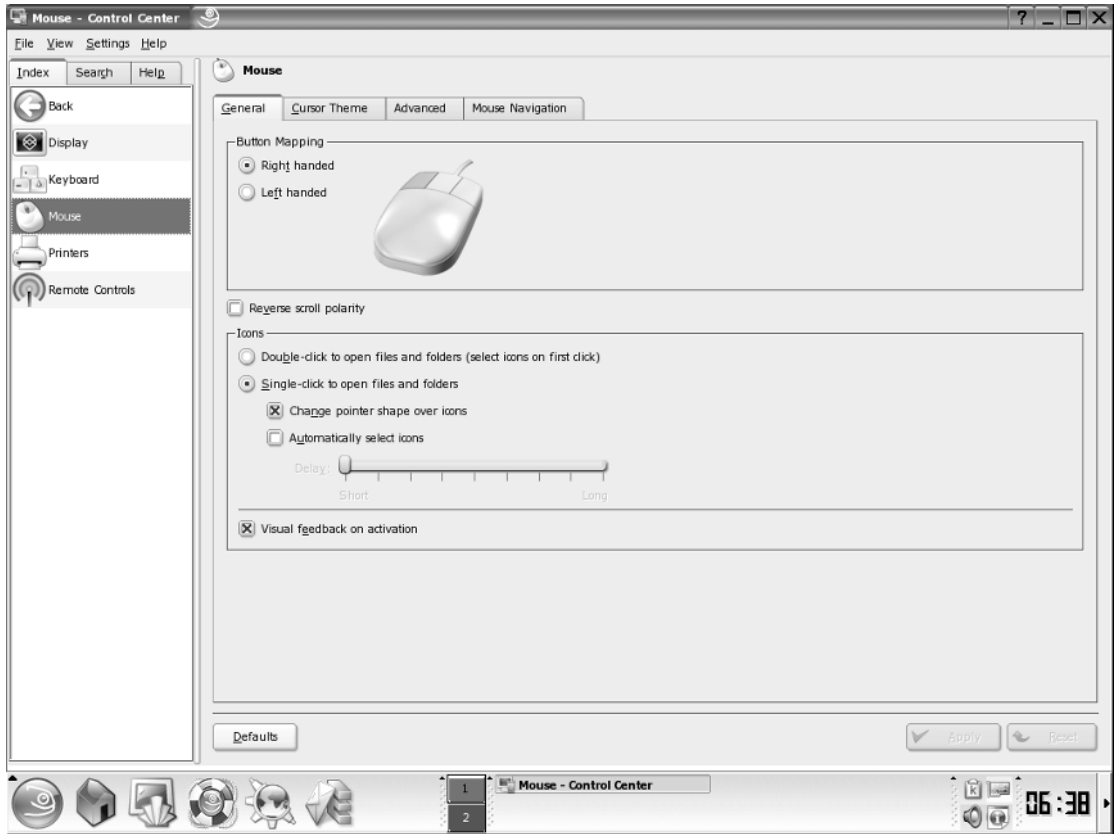 Mouse - Control Center
File View Settings Help
Index Search Help
Back
Display
Keyboard
Mouse
Printers
Remote Controls
Mouse
General Cursor Theme Advanced Mouse Navigation
Button Mapping
Right handed
Left handed
Reverse scroll polarity
Icons
Double-click to open files and folders (select icons on first click)
Single-click to open files and folders
Change pointer shape over icons
Automatically select icons
Delay:
Short Long
Visual feedback on activation
Defaults Apply Reset
1
2
Mouse - Control Center
06:38